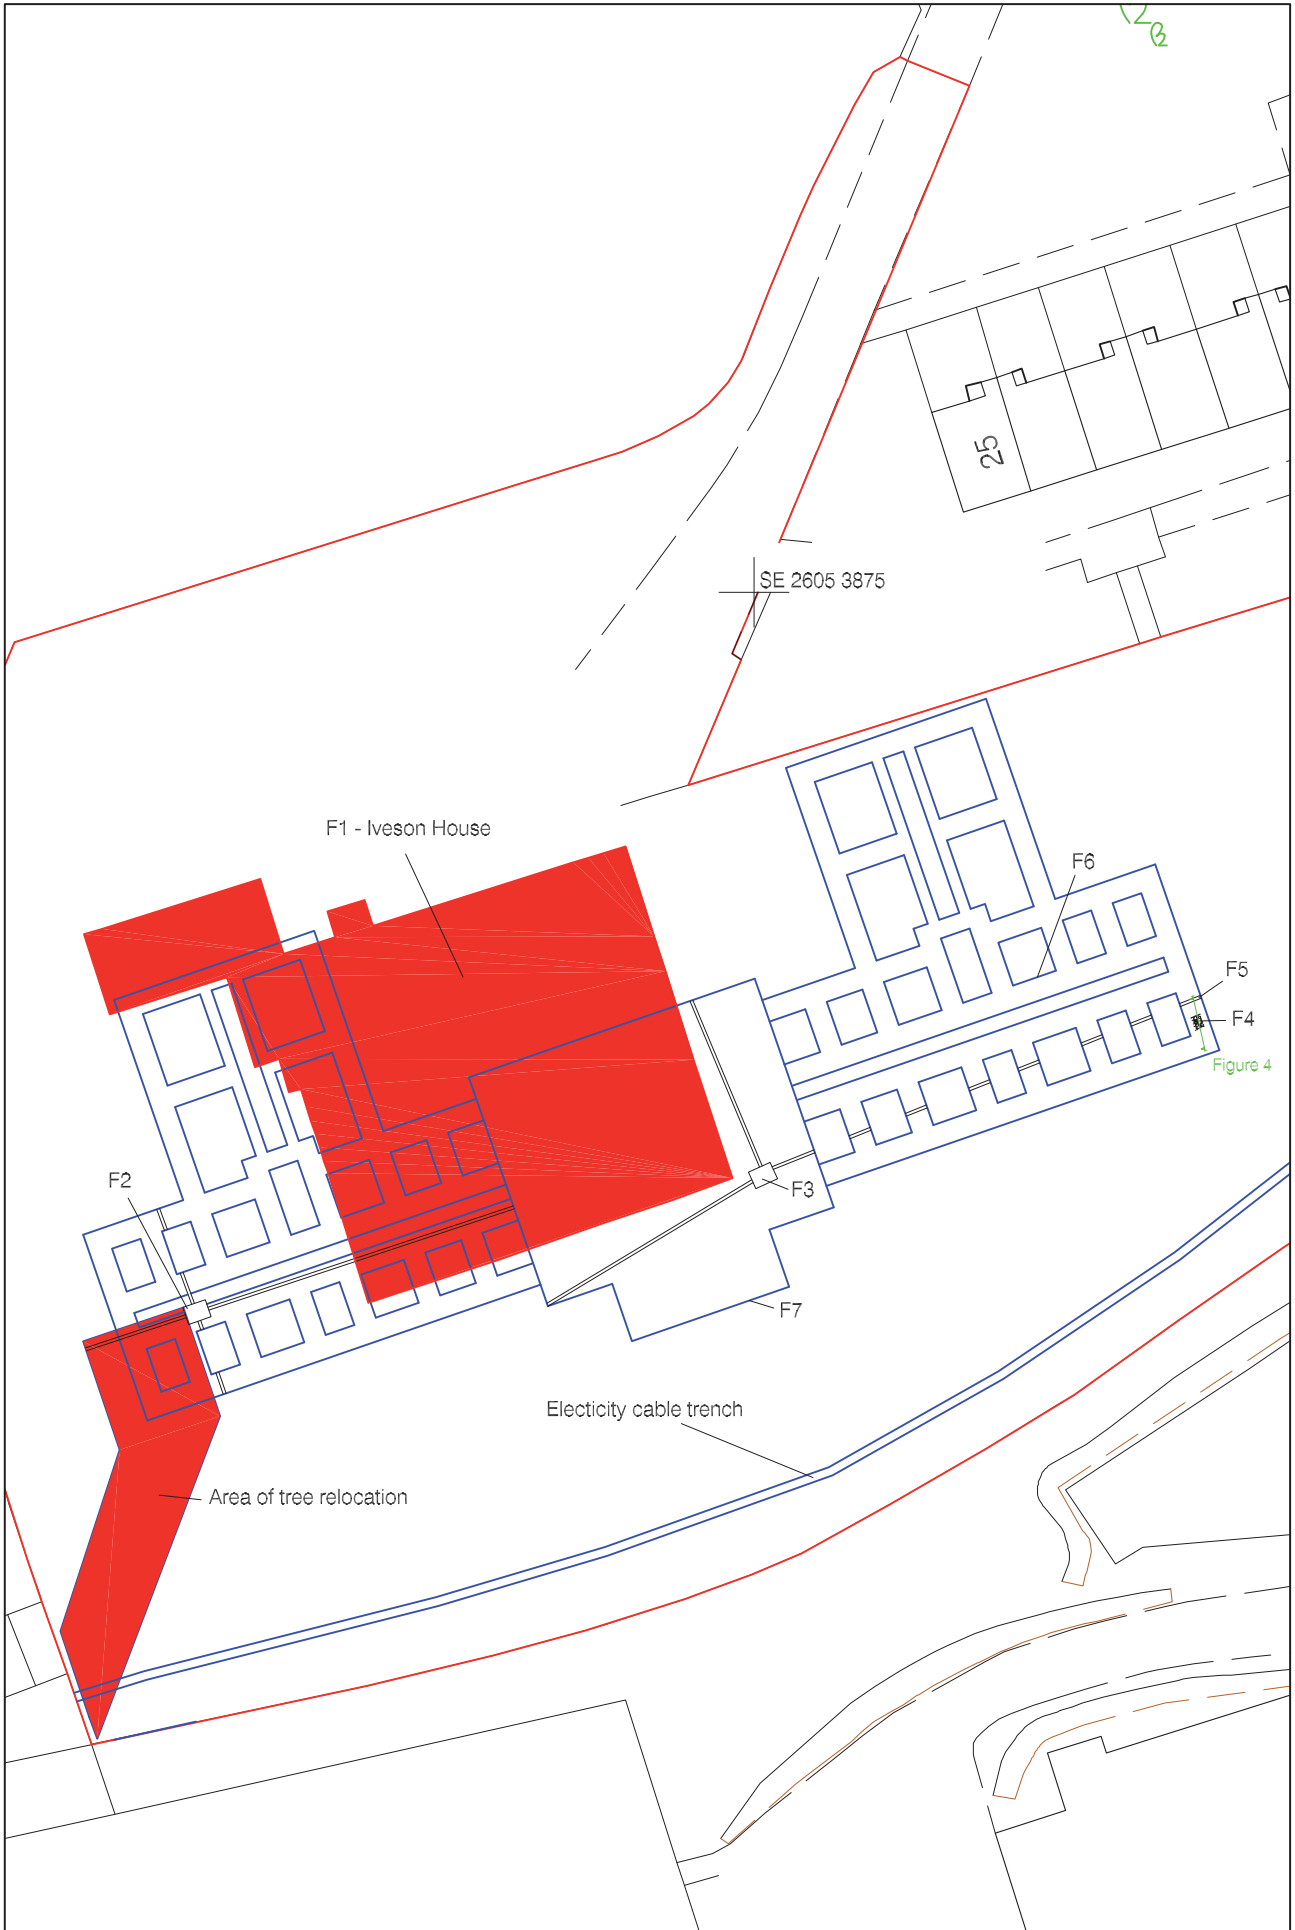 25
SE 2605 3875
F1 - Iveson House
F6
F5
F4
Figure 4
F2
F3
F7
Electicity cable trench
Area of tree relocation